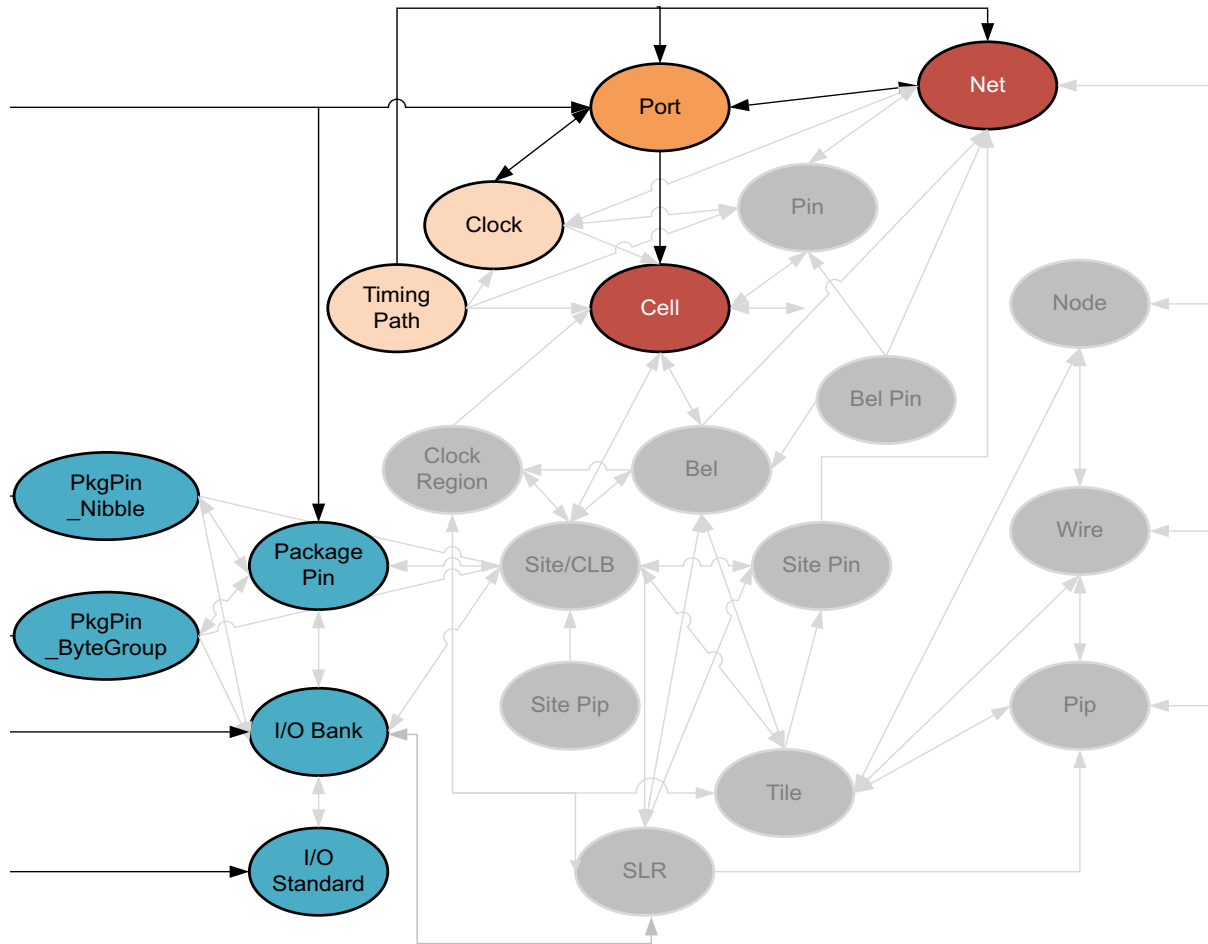 Net
Port
Pin
Clock
Timing
Path
Cell
Node
Bel Pin
Clock
Region
Bel
PkgPin
_Nibble
Package
Pin
Site/CLB
Site Pin
Wire
PkgPin
_ByteGroup
I/O Bank
Site Pip
Pip
Tile
I/O
Standard
SLR